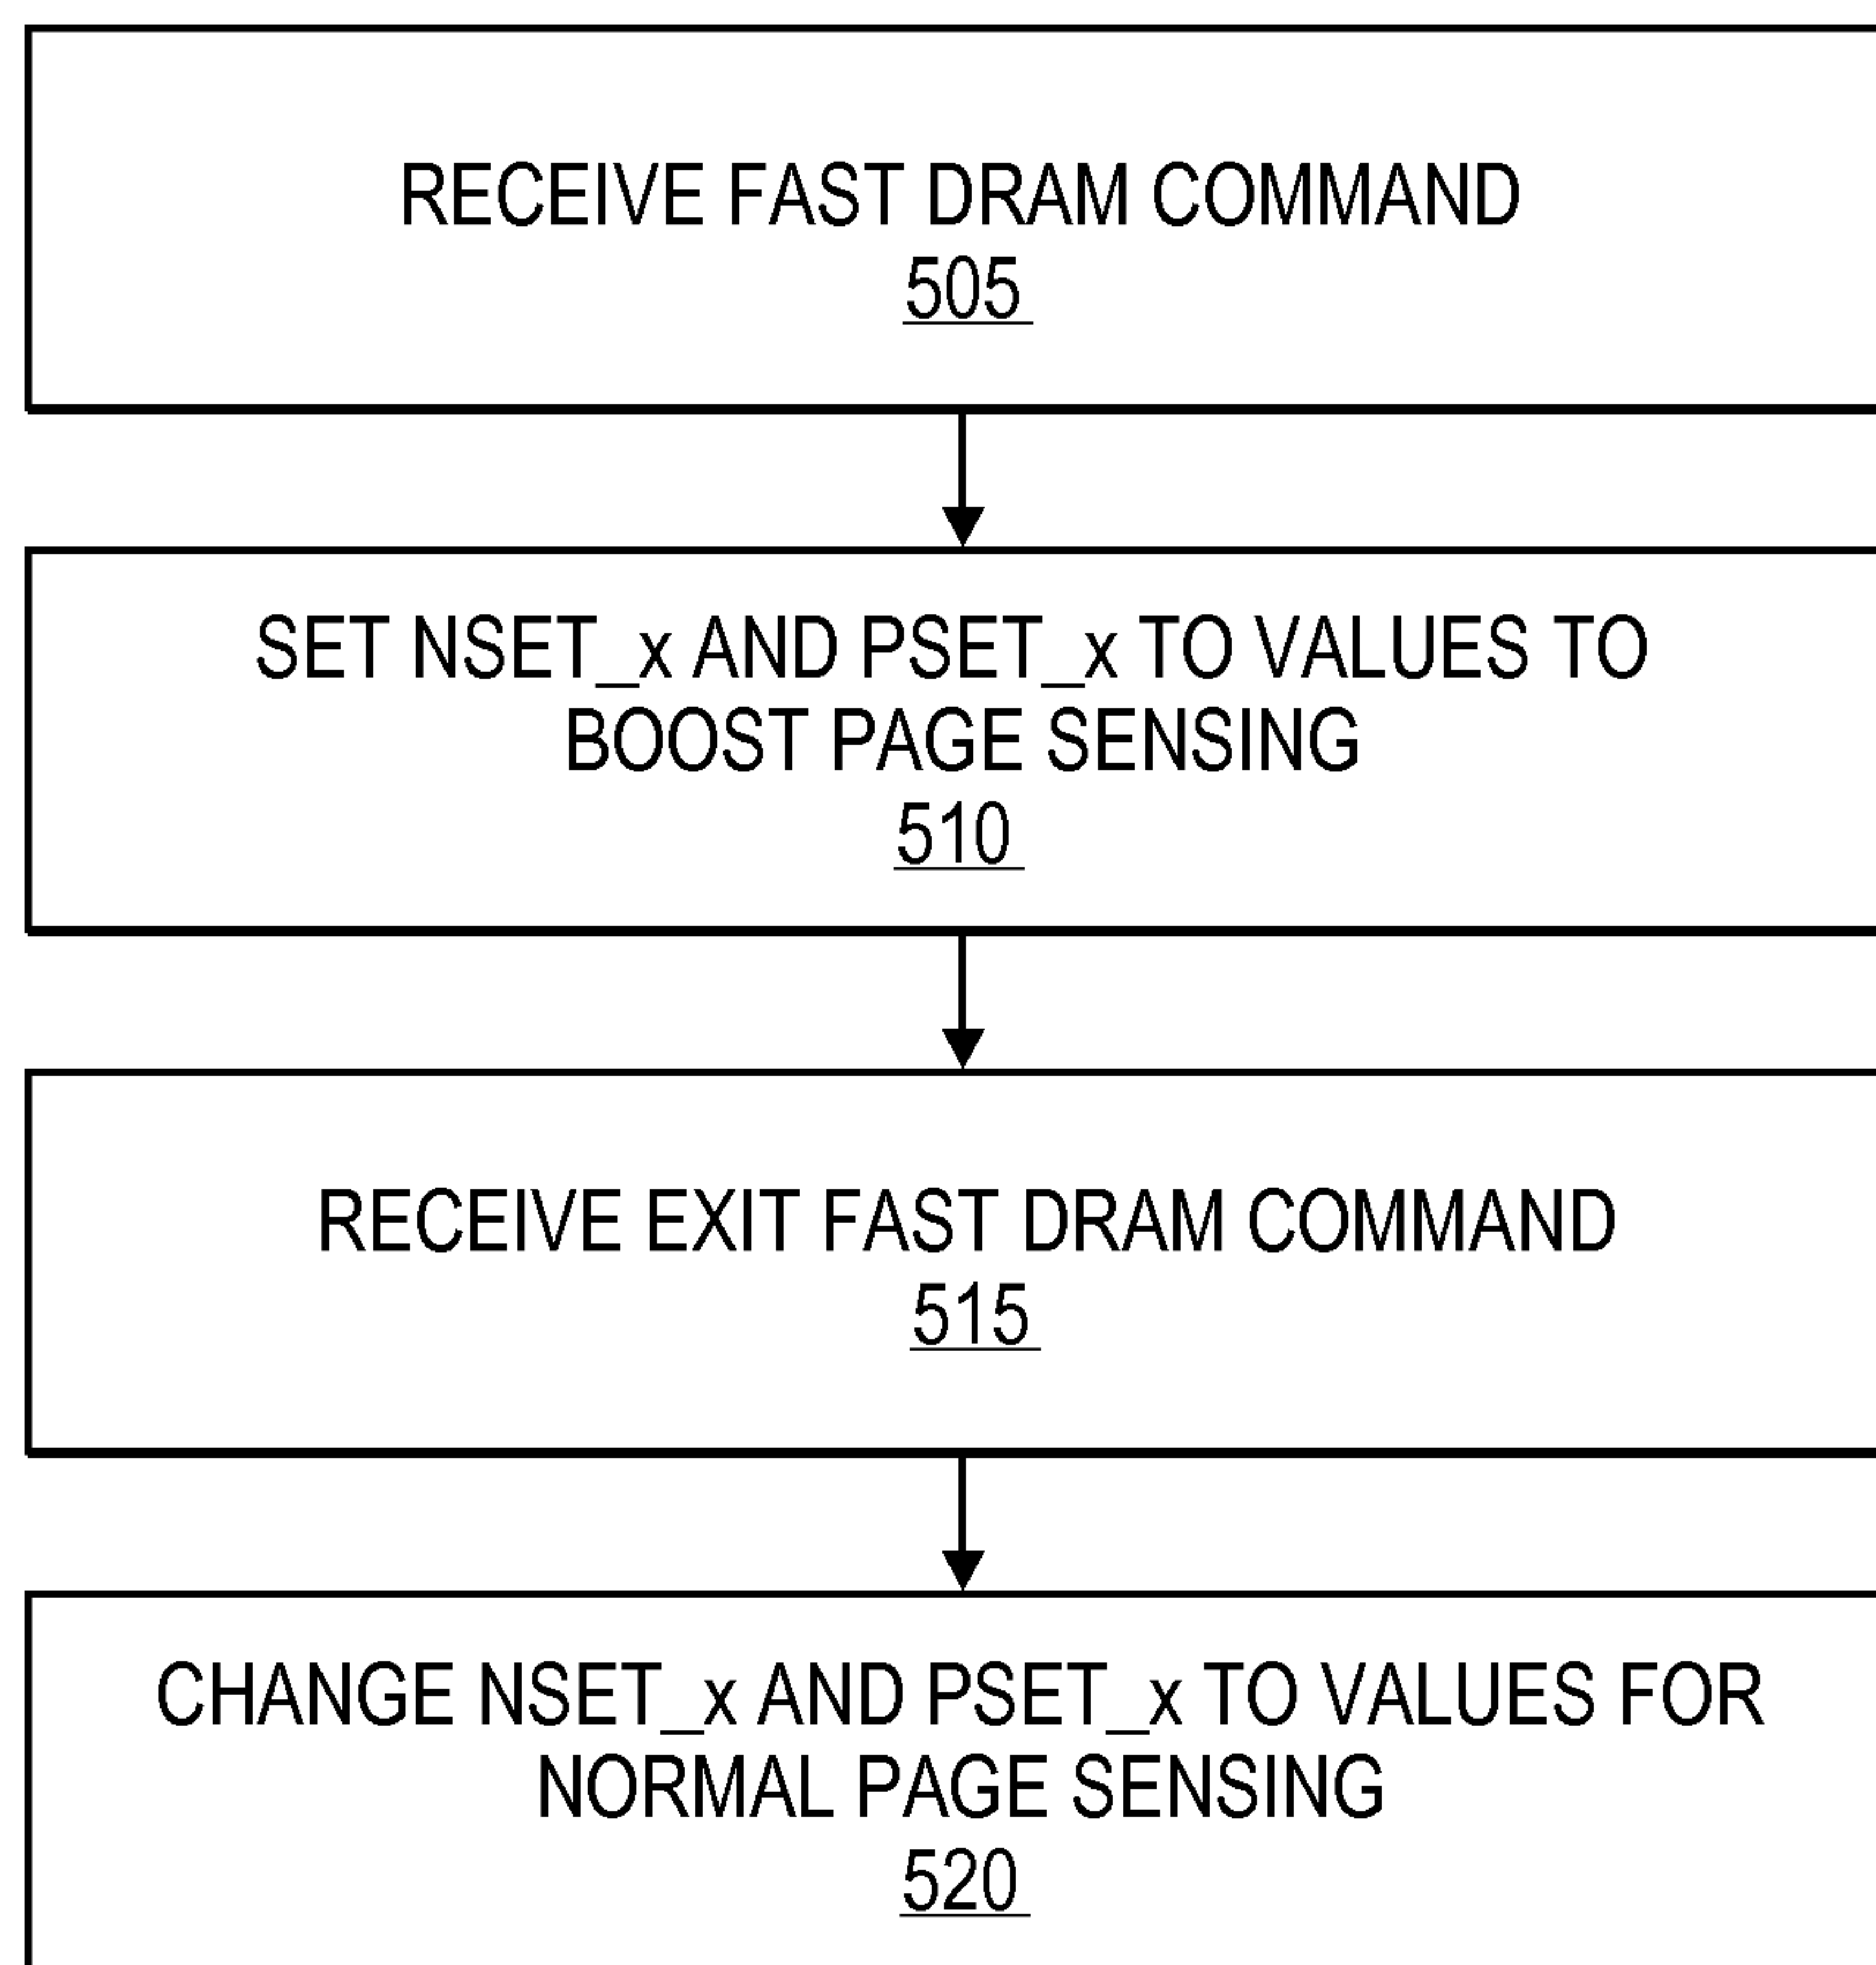 RECEIVE FAST DRAM COMMAND
505
SET NSET_x AND PSET_x TO VALUES TO
BOOST PAGE SENSING
510
RECEIVE EXIT FAST DRAM COMMAND
515
CHANGE NSET_x AND PSET_x TO VALUES FOR
NORMAL PAGE SENSING
520